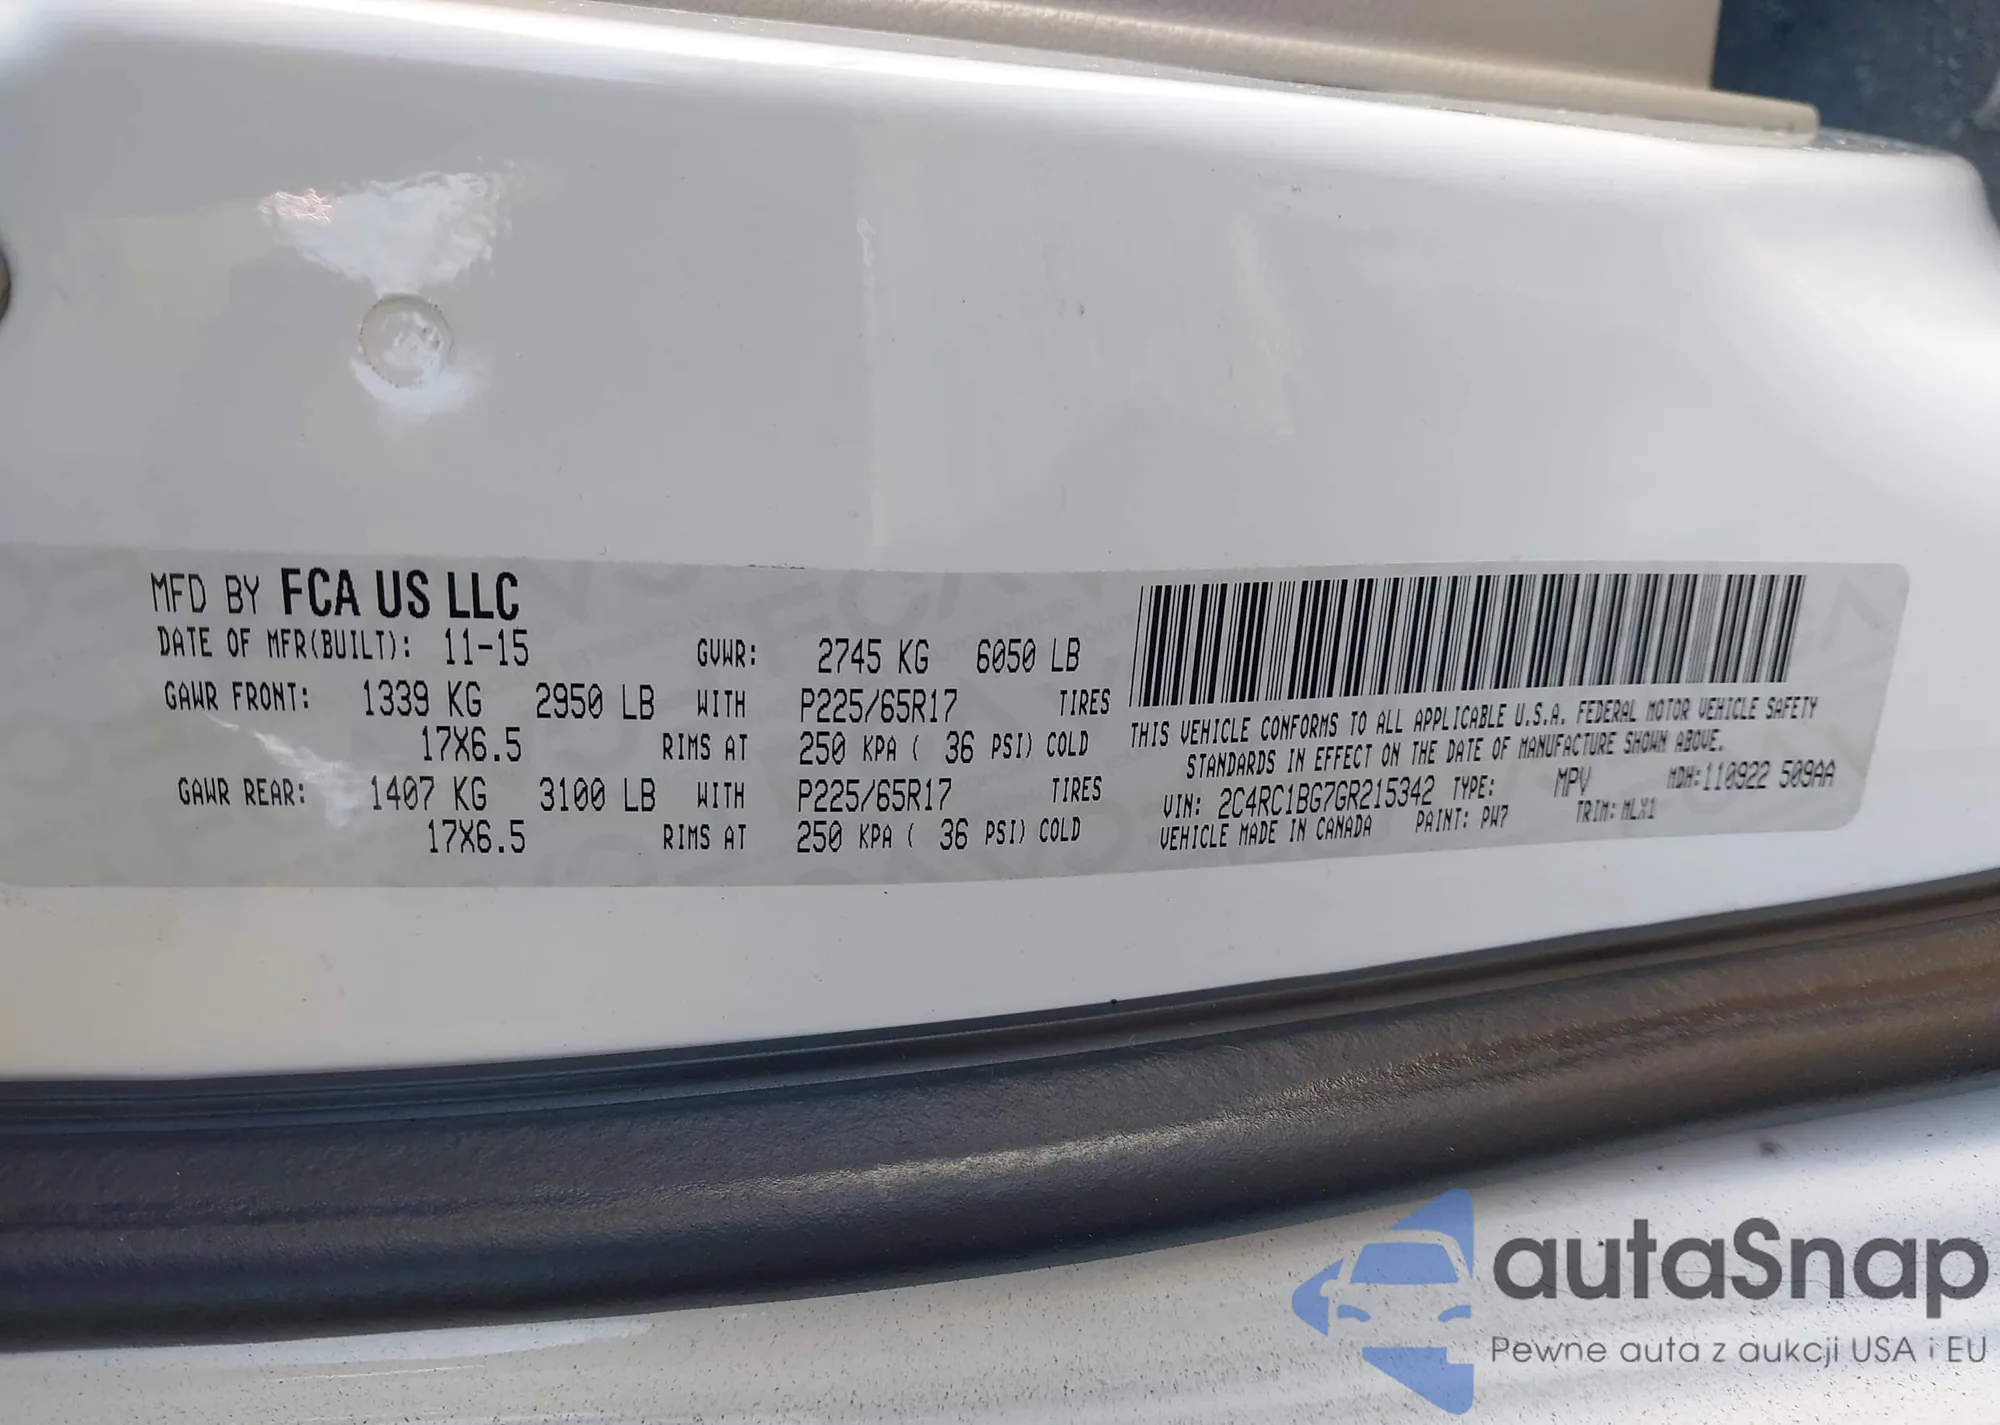 MFD BY FCA US LLC
DATE OF MFR(BUILT): 11-15 GVWR: 2745 KG 6050 LB
GAWR FRONT: 1339 KG 2950 LB WITH P225/65R17 TIRES
17X6.5 RIMS AT 250 KPA ( 36 PSI) COLD
GAWR REAR: 1407 KG 3100 LB WITH P225/65R17 TIRES
17X6.5 RIMS AT 250 KPA ( 36 PSI) COLD
THIS VEHICLE CONFORMS TO ALL APPLICABLE U.S.A. FEDERAL MOTOR VEHICLE SAFETY
STANDARDS IN EFFECT ON THE DATE OF MANUFACTURE SHOWN ABOVE.
VIN: 2C4RC1BG7GR215342 TYPE: MPV MDH: 110922 509AA
VEHICLE MADE IN CANADA PAINT: PW7 TRIM: MLX1
autaSnap
Pewne auta z aukcji USA i EU